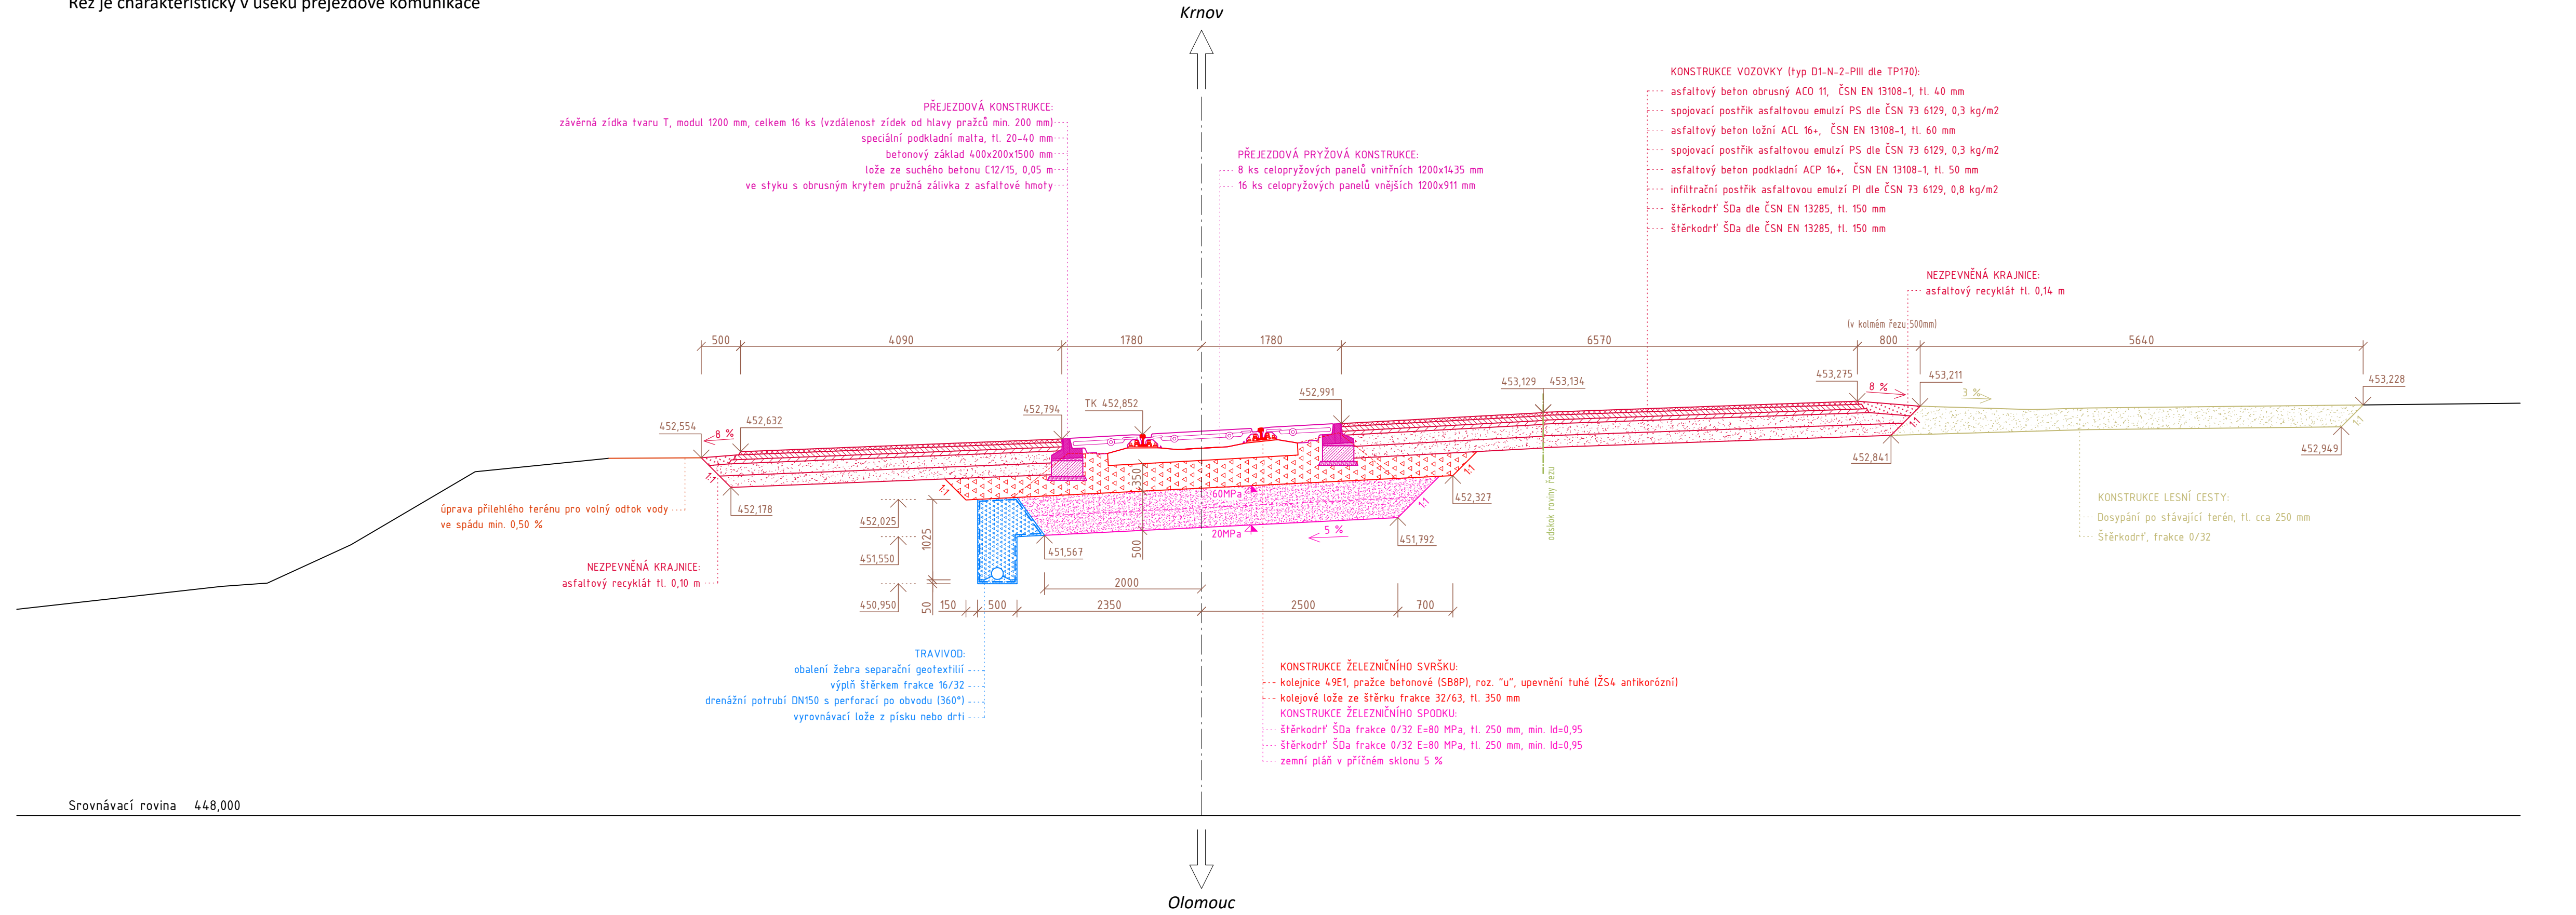 Řez je charakteristický v úseku přejezdové komunikace
Krnov
KONSTRUKCE VOZOVKY (typ D1-N-2-PIII dle TP170):
asfaltový beton obrusný ACO 11, ČSN EN 13108-1, tl. 40 mm
spojovací postřik asfaltovou emulzí PS dle ČSN 73 6129, 0,3 kg/m2
asfaltový beton ložní ACL 16+, ČSN EN 13108-1, tl. 60 mm
spojovací postřik asfaltovou emulzí PS dle ČSN 73 6129, 0,3 kg/m2
asfaltový beton podkladní ACP 16+, ČSN EN 13108-1, tl. 50 mm
infiltrační postřik asfaltovou emulzí PI dle ČSN 73 6129, 0,8 kg/m2
štěrkodrť ŠDa dle ČSN EN 13285, tl. 150 mm
štěrkodrť ŠDa dle ČSN EN 13285, tl. 150 mm
PŘEJEZDOVÁ KONSTRUKCE:
závěrná zídka tvaru T, modul 1200 mm, celkem 16 ks (vzdálenost zídek od hlavy pražců min. 200 mm)
speciální podkladní malta, tl. 20-40 mm
betonový základ 400x200x1500 mm
lože ze suchého betonu C12/15, 0,05 m
ve styku s obrusným krytem pružná zálivka z asfaltové hmoty
PŘEJEZDOVÁ PRYŽOVÁ KONSTRUKCE:
8 ks celopryžových panelů vnitřních 1200x1435 mm
16 ks celopryžových panelů vnějších 1200x911 mm
NEZPEVNĚNÁ KRAJNICE:
asfaltový recyklát tl. 0,14 m
(v kolmém řezu 500mm)
500 4090 1780 1780 6570 800 5640
452,554
8 %
452,632
452,794
TK 452,852
452,991
453,129
453,134
453,275
8 %
453,211
3 %
453,228
1:1
452,178
1:1
350
60MPa
20MPa
500
5 %
1:1
1:1
452,327
451,792
odskok roviny řezu
452,841
1:1
452,949
1:1
úprava přilehlého terénu pro volný odtok vody
ve spádu min. 0,50 %
452,025
451,550
450,950
1025
50
451,567
2000
150 500 2350 2500 700
NEZPEVNĚNÁ KRAJNICE:
asfaltový recyklát tl. 0,10 m
KONSTRUKCE LESNÍ CESTY:
Dosypání po stávající terén, tl. cca 250 mm
Štěrkodrť, frakce 0/32
TRAVIVOD:
obalení žebra separační geotextilií
výplň štěrkem frakce 16/32
drenážní potrubí DN150 s perforací po obvodu (360°)
vyrovnávací lože z písku nebo drti
KONSTRUKCE ŽELEZNIČNÍHO SVRŠKU:
kolejnice 49E1, pražce betonové (SB8P), roz. "u", upevnění tuhé (ŽS4 antikorózní)
kolejové lože ze štěrku frakce 32/63, tl. 350 mm
KONSTRUKCE ŽELEZNIČNÍHO SPODKU:
štěrkodrť ŠDa frakce 0/32 E=80 MPa, tl. 250 mm, min. Id=0,95
štěrkodrť ŠDa frakce 0/32 E=80 MPa, tl. 250 mm, min. Id=0,95
zemní pláň v příčném sklonu 5 %
Srovnávací rovina 448,000
Olomouc